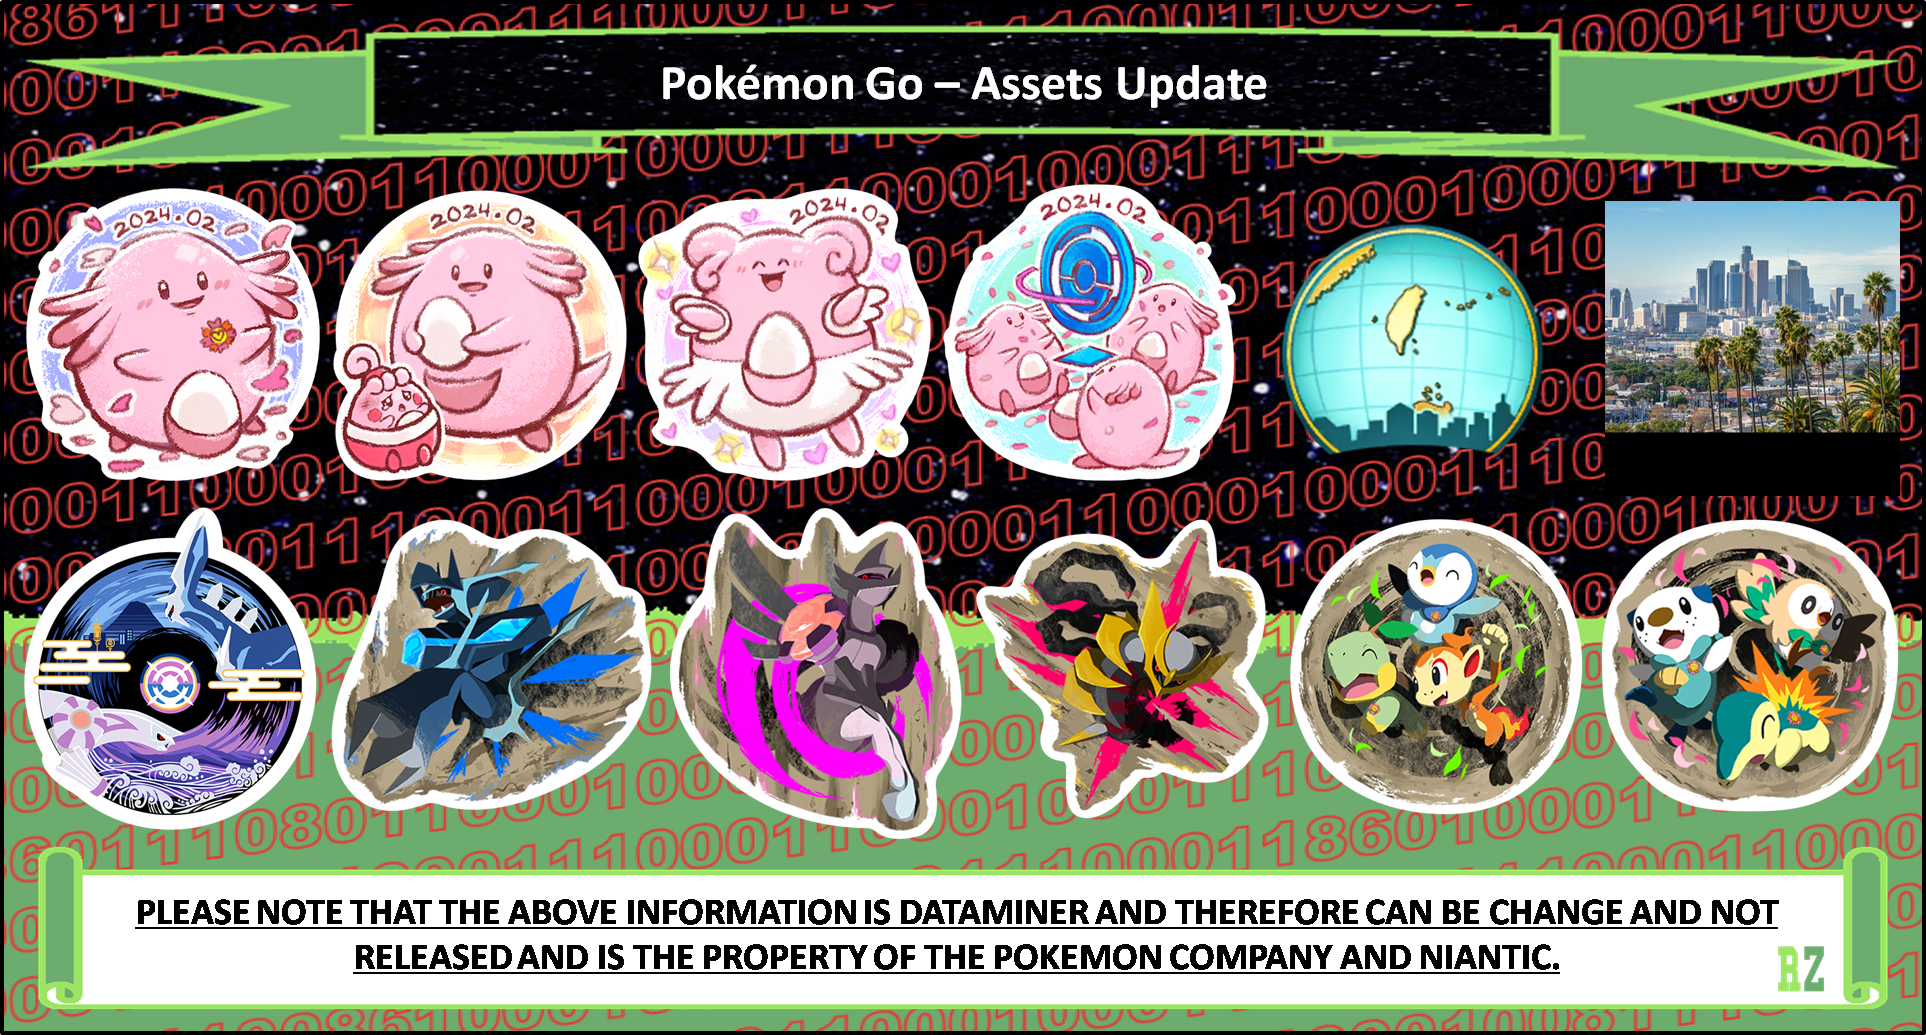 Pokémon Go – Assets Update
2024.02
2024.02
2024.02
2024.02
PLEASE NOTE THAT THE ABOVE INFORMATION IS DATAMINER AND THEREFORE CAN BE CHANGE AND NOT
RELEASED AND IS THE PROPERTY OF THE POKEMON COMPANY AND NIANTIC.
RZ